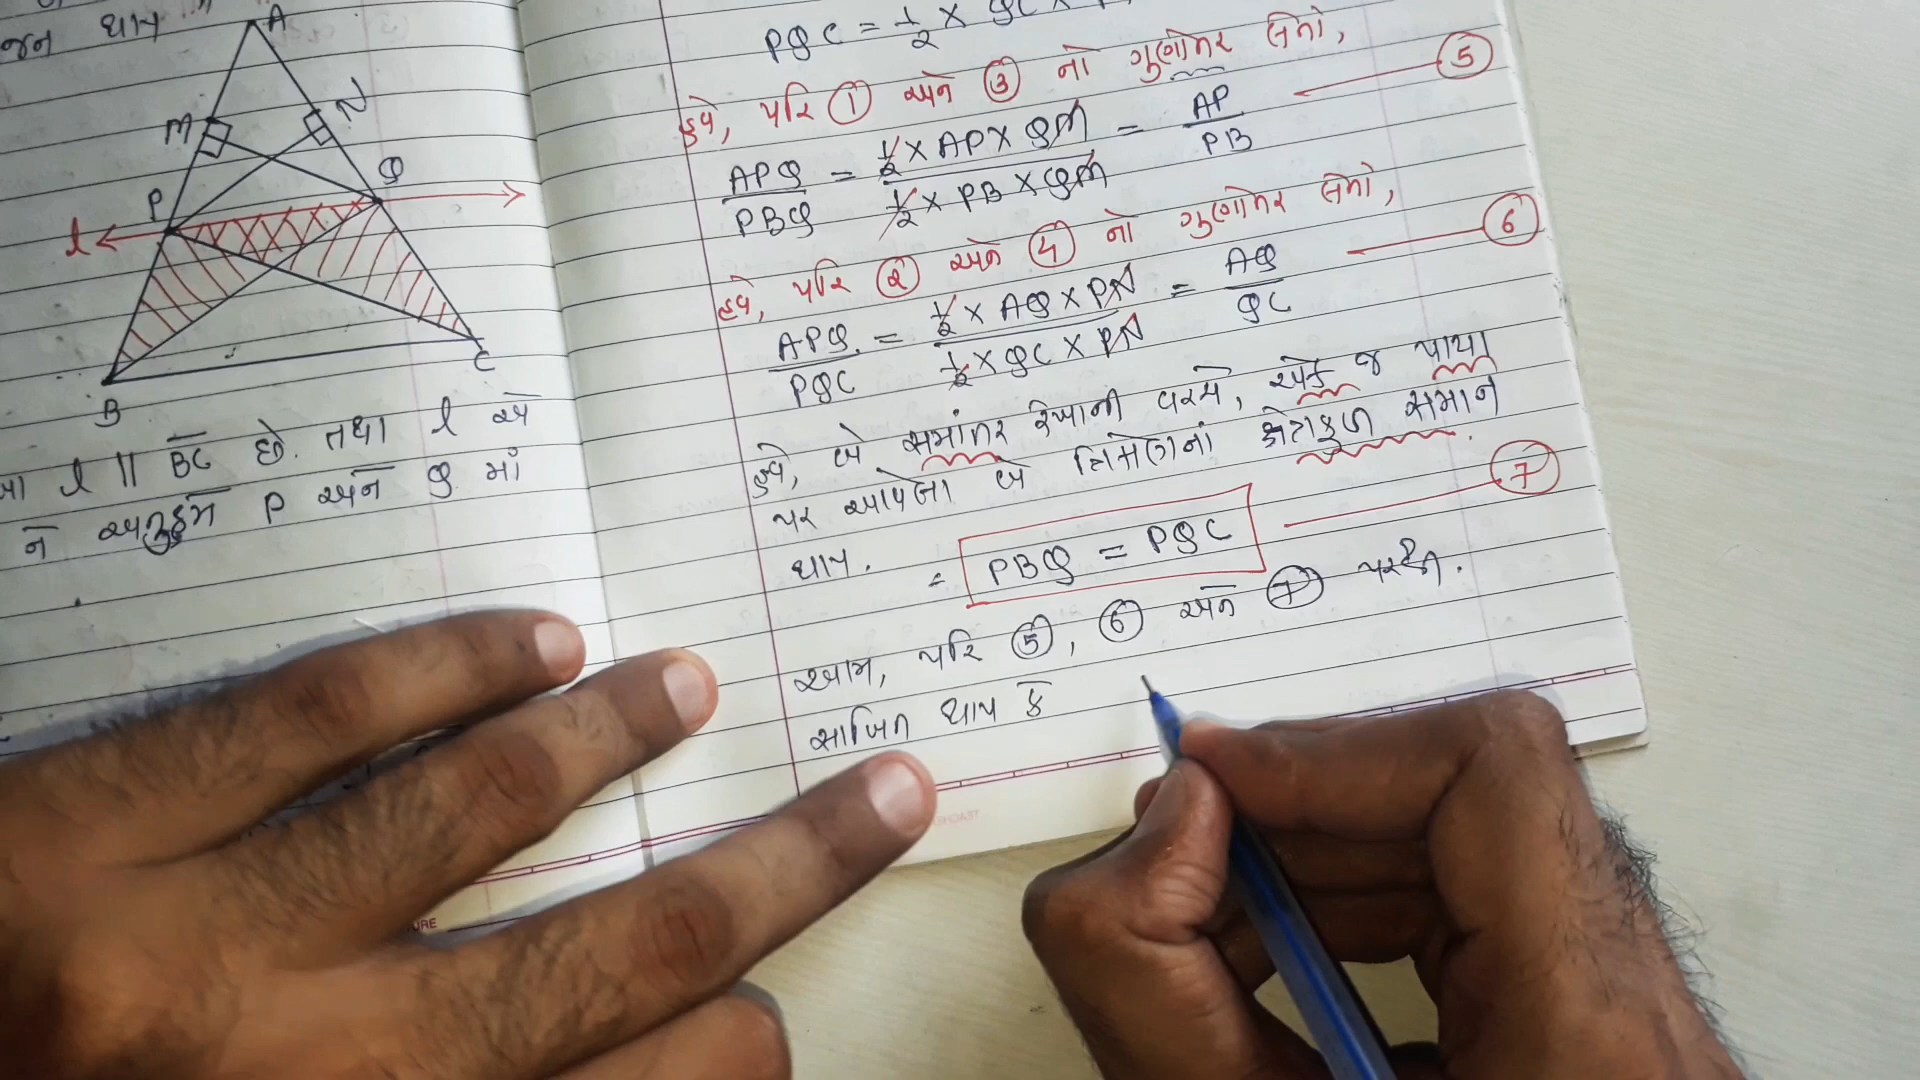 જન થાય
A
M
N
P
Q
l
B
C
l || BC છે. તથા l એ
ને અનુક્રમે P અને Q માં
PQC = 1/2 × QC ×
હવે, પરિ ① અને ③ નો ગુણોત્તર લેતાં,
APQ / PBQ = 1/2 × AP × QM / 1/2 × PB × QM = AP / PB — ⑤
હવે, પરિ ② અને ④ નો ગુણોત્તર લેતાં,
APQ / PQC = 1/2 × AQ × PN / 1/2 × QC × PN = AQ / QC — ⑥
હવે, બે સમાંતર રેખાની વચ્ચે, એક જ પાયા
પર આવેલા બે ત્રિકોણનાં ક્ષેત્રફળ સમાન
થાય.
= PBQ = PQC — ⑦
આમ, પરિ ⑤, ⑥ અને ⑦ પરથી.
સાબિત થાય કે
URE